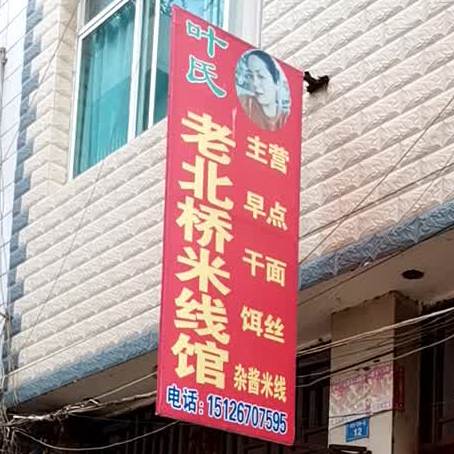 叶氏
老北桥米线馆
主营
早点
干面
饵丝
杂酱米线
电话:15126707595
12